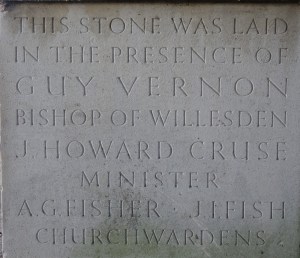 THIS STONE WAS LAID
IN THE PRESENCE OF
GUY VERNON
BISHOP OF WILLESDEN
J. HOWARD CRUSE
MINISTER
A.G. FISHER · J.I. FISH
CHURCHWARDENS